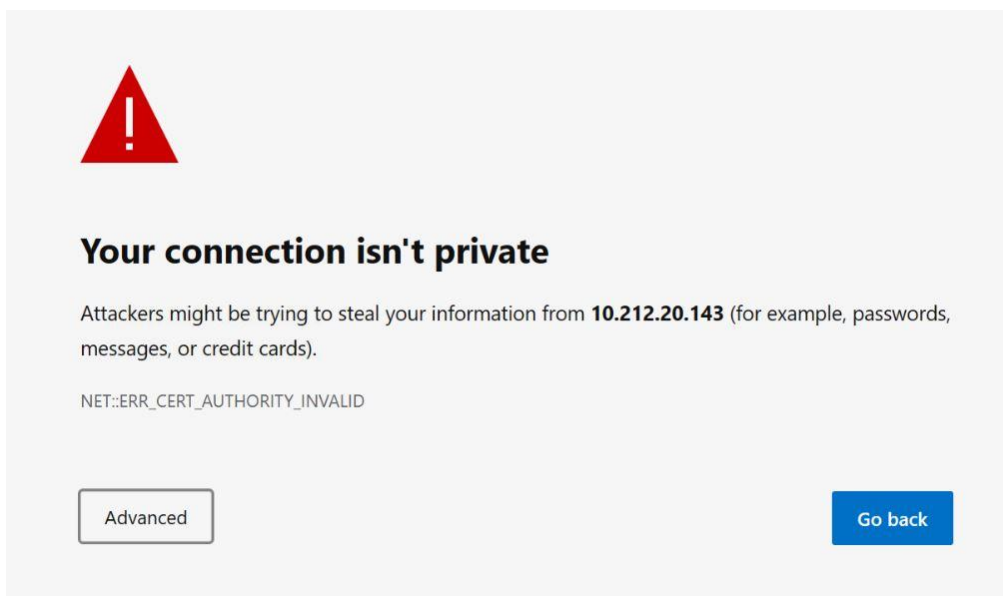 !
Your connection isn't private
Attackers might be trying to steal your information from 10.212.20.143 (for example, passwords,
messages, or credit cards).
NET::ERR_CERT_AUTHORITY_INVALID
Advanced
Go back